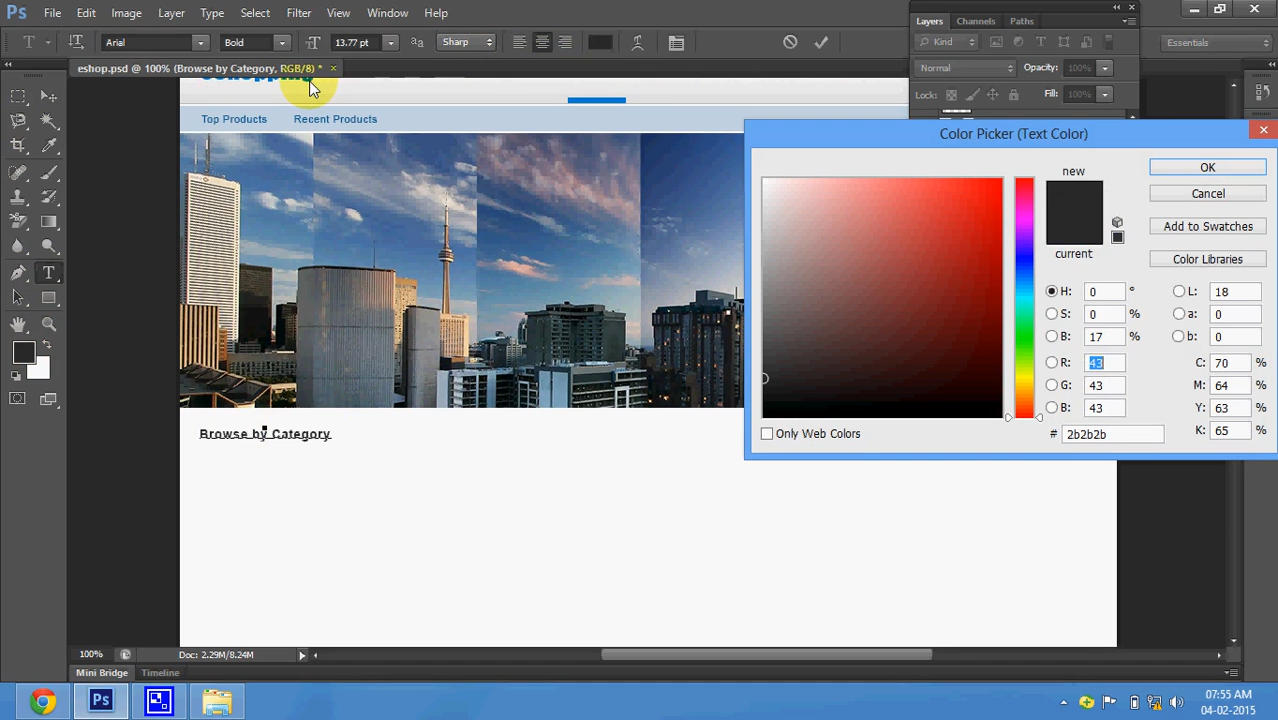 Ps File Edit Image Layer Type Select Filter View Window Help
Layers Channels Paths
T Arial Bold 13.77 pt aa Sharp Kind Essentials
Normal Opacity: 100%
eshop.psd @ 100% (Browse by Category, RGB/8) * ×
Lock: Fill: 100%
Top Products Recent Products
Color Picker (Text Color)
new
OK
Cancel
Add to Swatches
current
Color Libraries
H: 0 ° L: 18
S: 0 % a: 0
B: 17 % b: 0
R: 43 C: 70 %
G: 43 M: 64 %
B: 43 Y: 63 %
Only Web Colors # 2b2b2b K: 65 %
Browse by Category
100% Doc: 2.29M/8.24M
Mini Bridge Timeline
Ps
07:55 AM
04-02-2015